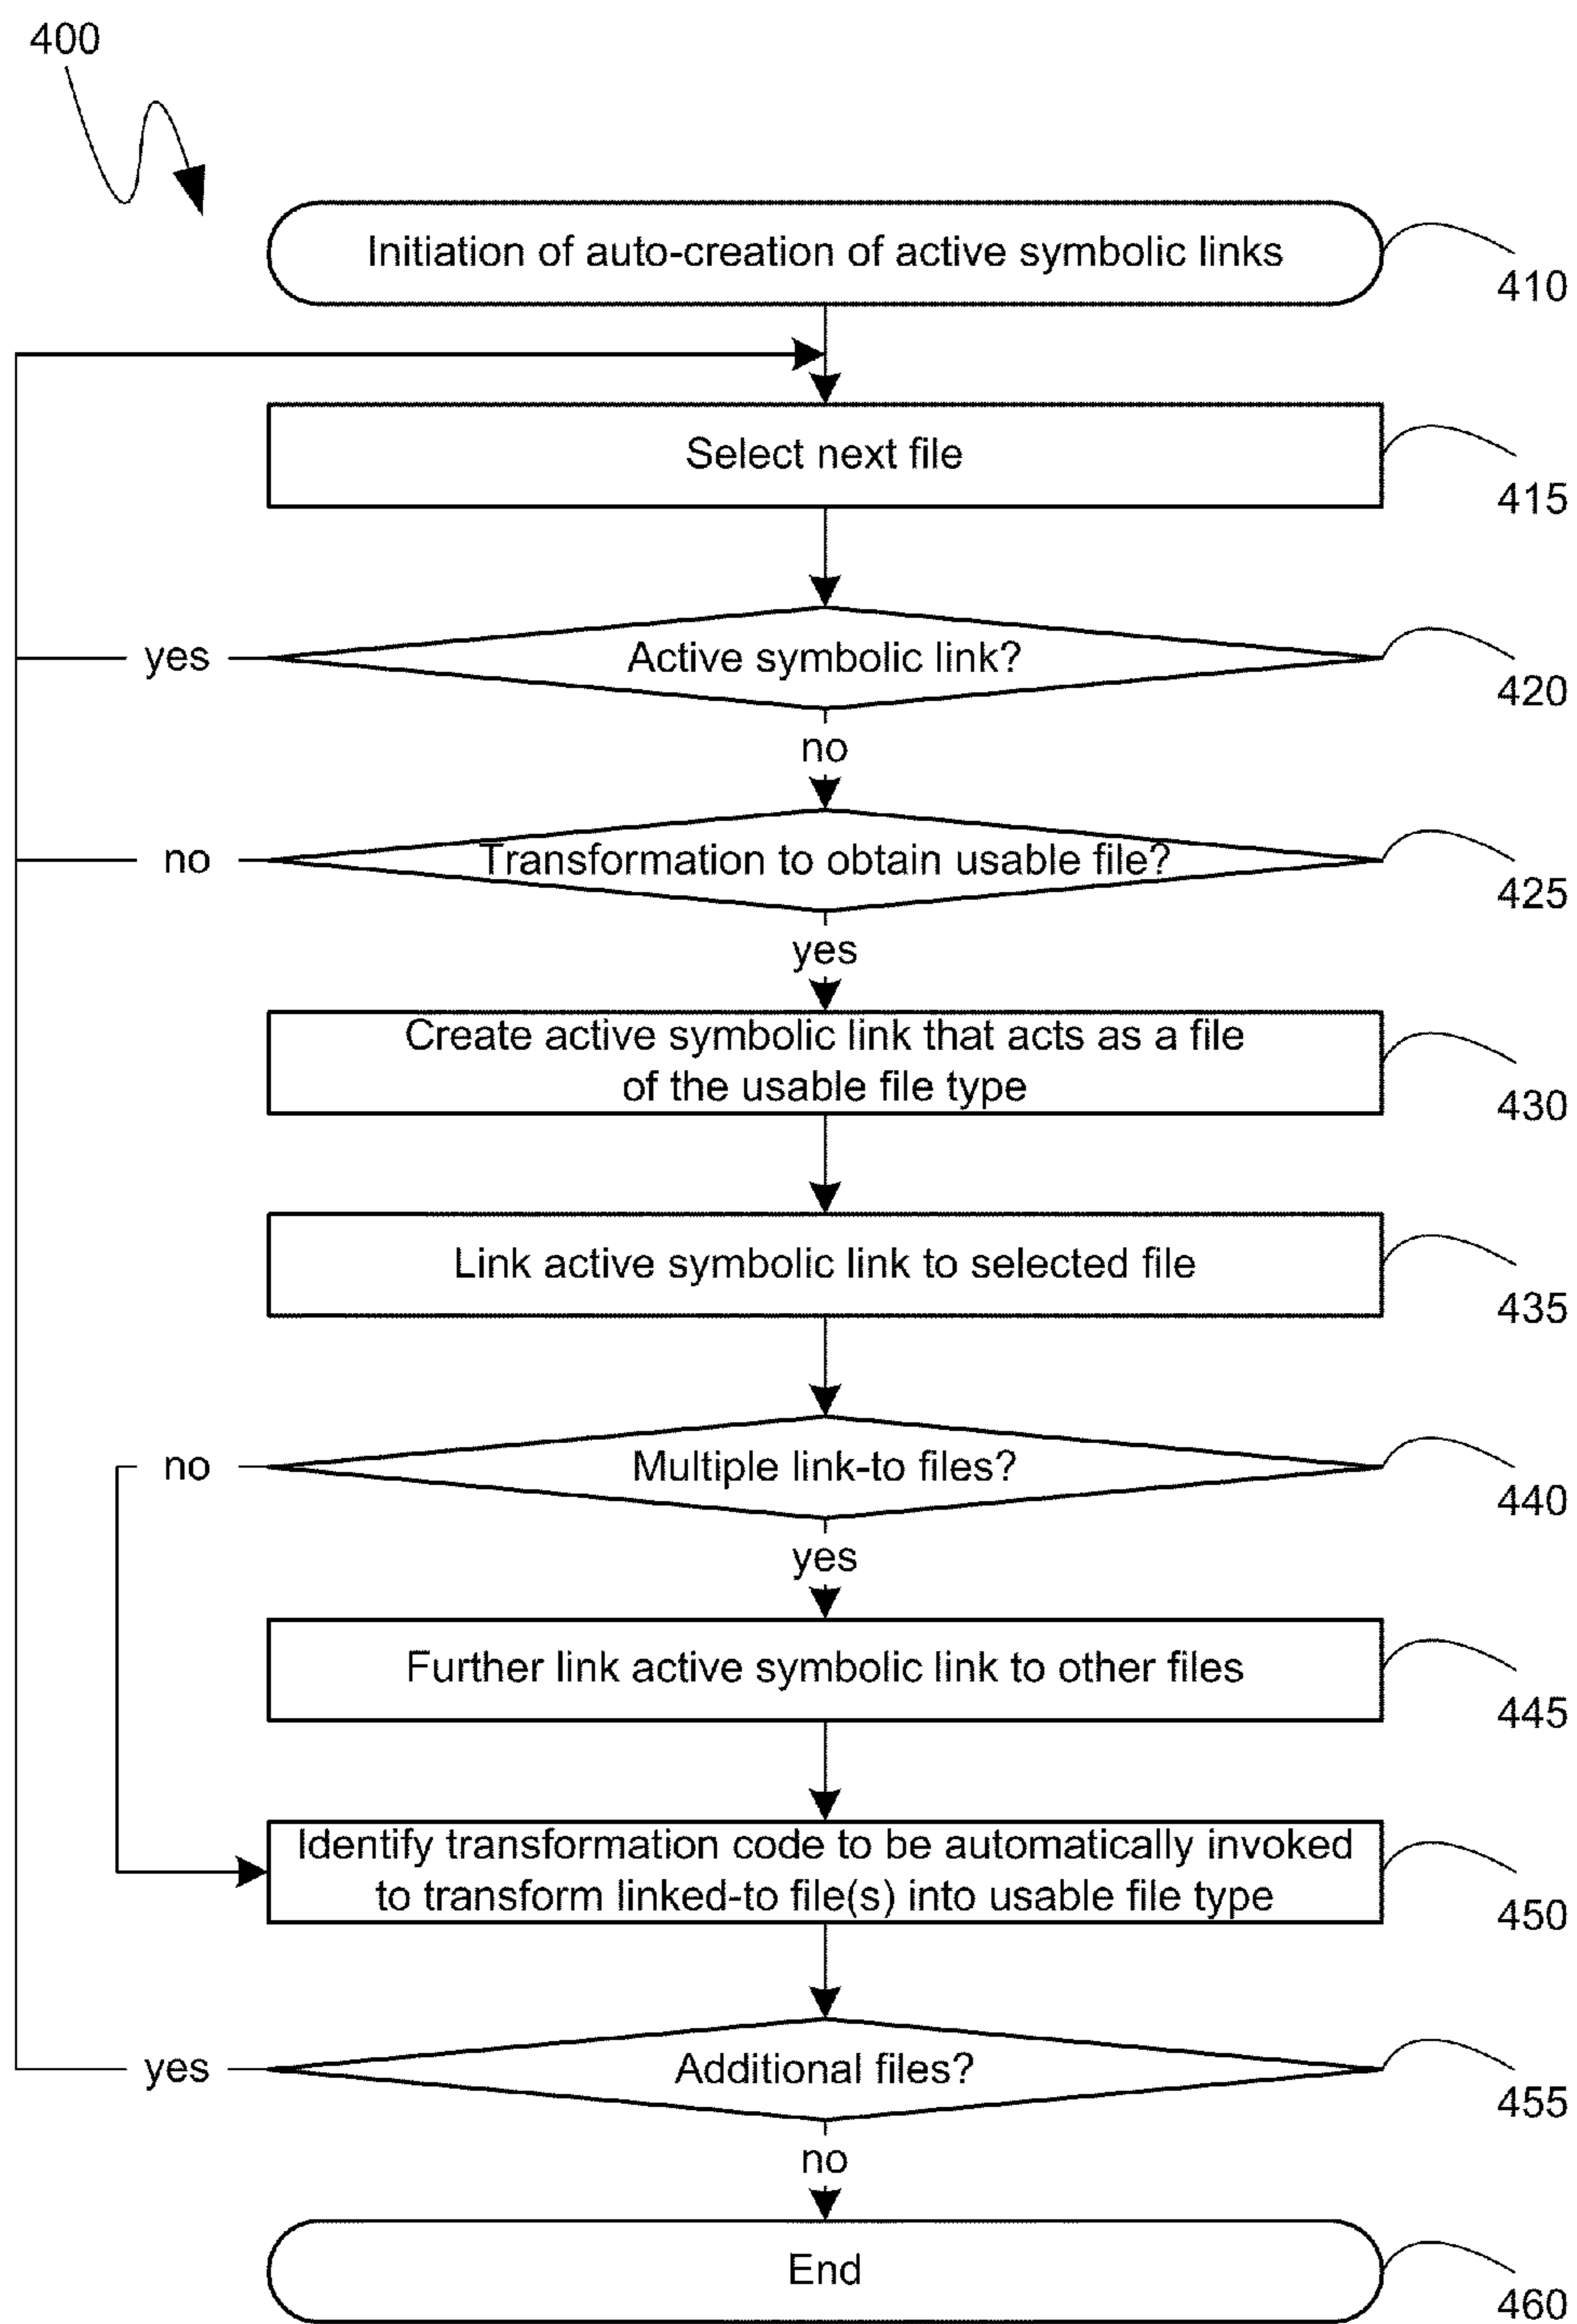 400
Initiation of auto-creation of active symbolic links
410
Select next file
415
yes
Active symbolic link?
420
no
no
Transformation to obtain usable file?
425
yes
Create active symbolic link that acts as a file
of the usable file type
430
Link active symbolic link to selected file
435
no
Multiple link-to files?
440
yes
Further link active symbolic link to other files
445
Identify transformation code to be automatically invoked
to transform linked-to file(s) into usable file type
450
yes
Additional files?
455
no
End
460